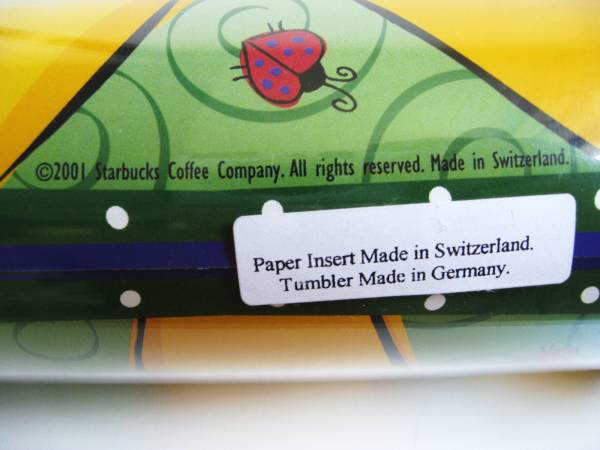 ©2001 Starbucks Coffee Company. All rights reserved. Made in Switzerland.
Paper Insert Made in Switzerland.
Tumbler Made in Germany.